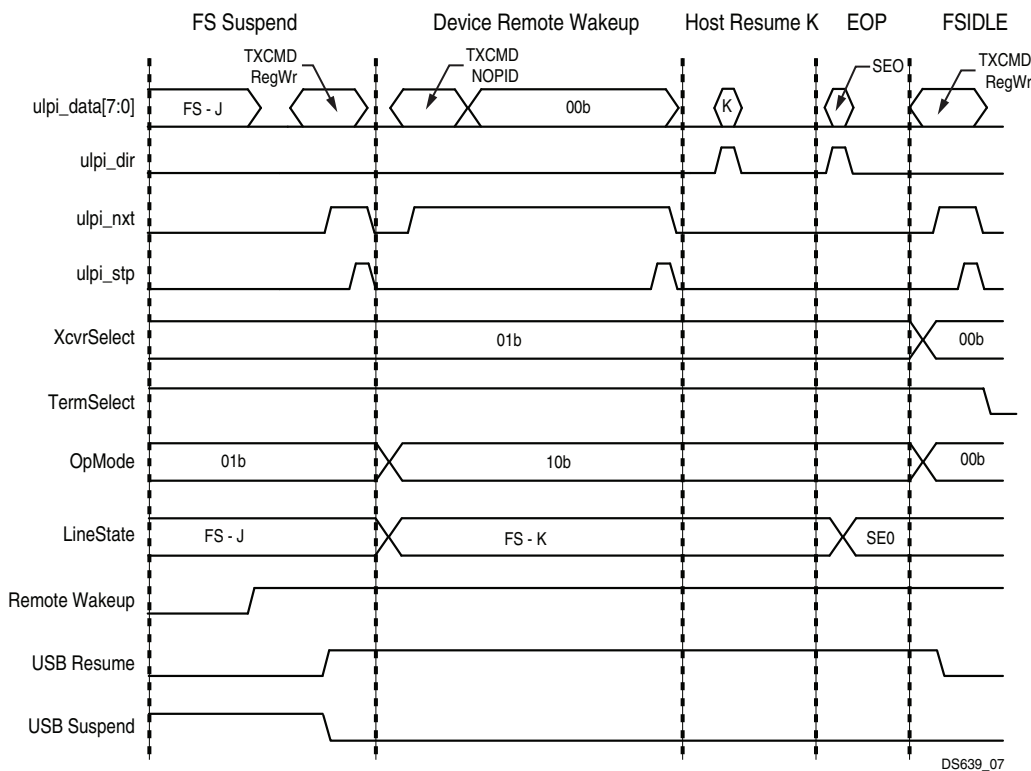 FS Suspend Device Remote Wakeup Host Resume K EOP FSIDLE
TXCMD
RegWr
TXCMD
NOPID
SEO
TXCMD
RegWr
ulpi_data[7:0] FS - J 00b K
ulpi_dir
ulpi_nxt
ulpi_stp
XcvrSelect 01b 00b
TermSelect
OpMode 01b 10b 00b
LineState FS - J FS - K SE0
Remote Wakeup
USB Resume
USB Suspend
DS639_07